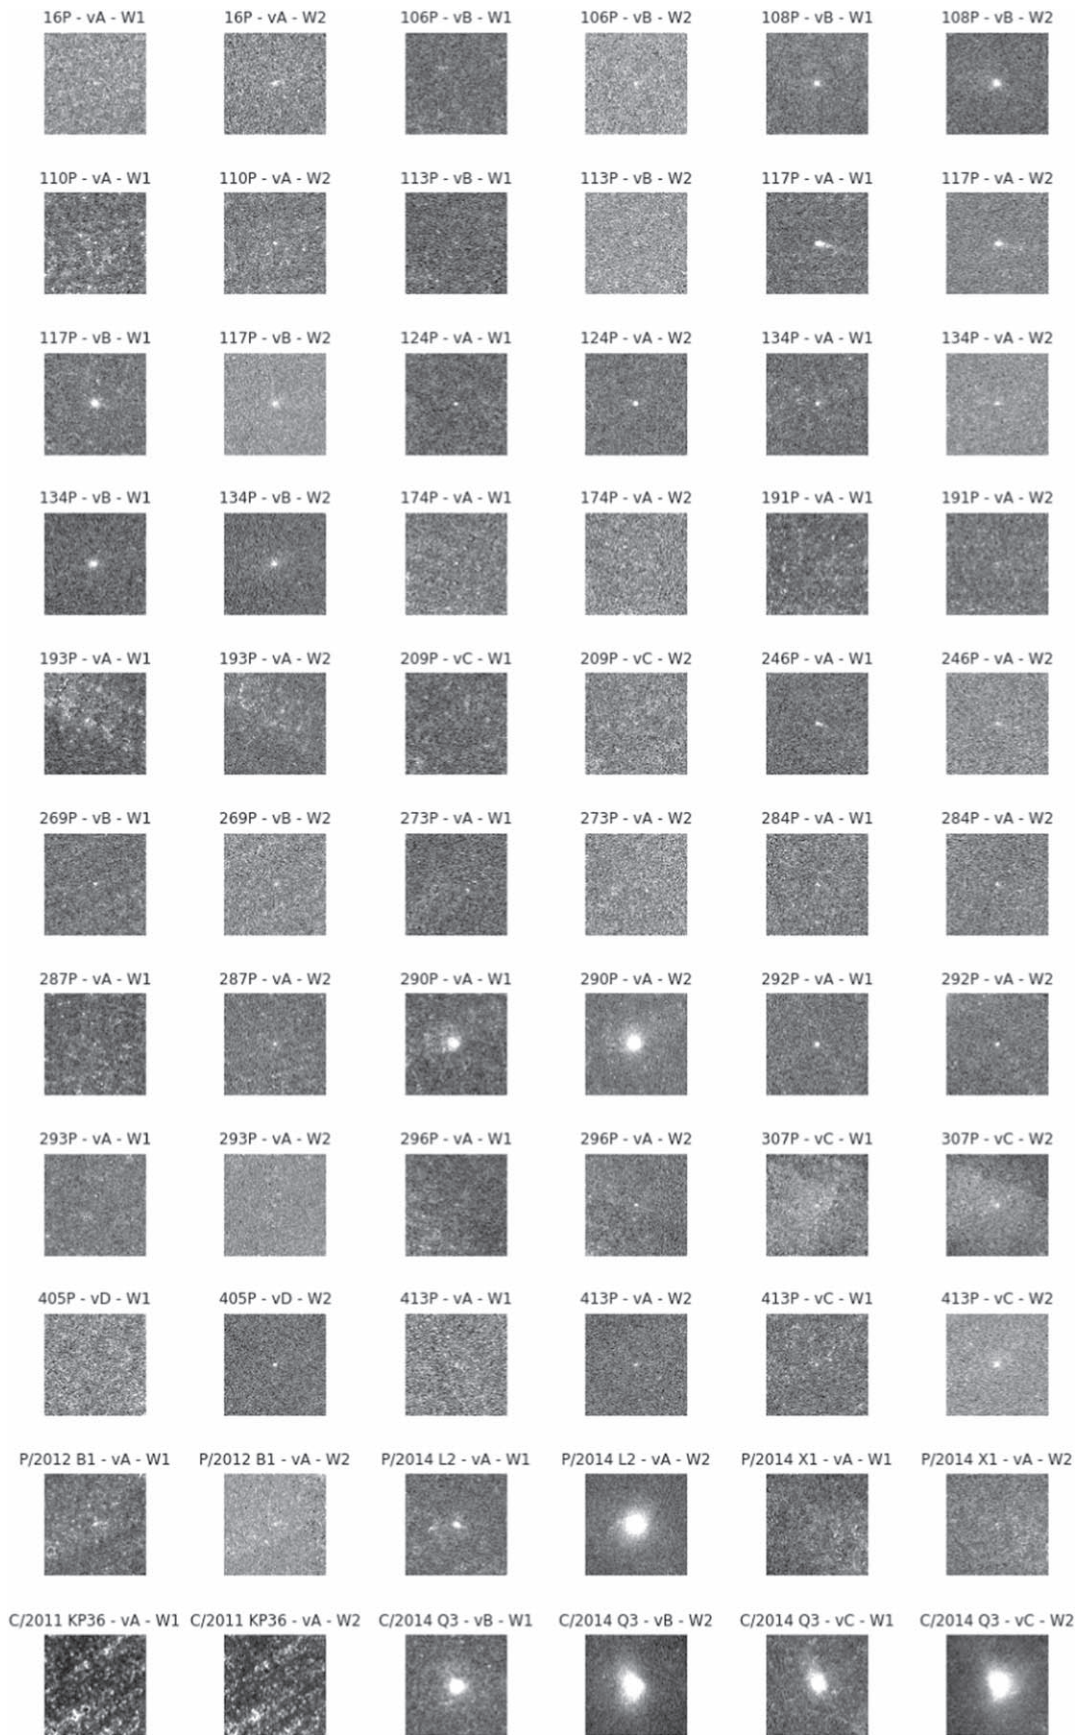 16P - vA - W1 16P - vA - W2 106P - vB - W1 106P - vB - W2 108P - vB - W1 108P - vB - W2
110P - vA - W1 110P - vA - W2 113P - vB - W1 113P - vB - W2 117P - vA - W1 117P - vA - W2
117P - vB - W1 117P - vB - W2 124P - vA - W1 124P - vA - W2 134P - vA - W1 134P - vA - W2
134P - vB - W1 134P - vB - W2 174P - vA - W1 174P - vA - W2 191P - vA - W1 191P - vA - W2
193P - vA - W1 193P - vA - W2 209P - vC - W1 209P - vC - W2 246P - vA - W1 246P - vA - W2
269P - vB - W1 269P - vB - W2 273P - vA - W1 273P - vA - W2 284P - vA - W1 284P - vA - W2
287P - vA - W1 287P - vA - W2 290P - vA - W1 290P - vA - W2 292P - vA - W1 292P - vA - W2
293P - vA - W1 293P - vA - W2 296P - vA - W1 296P - vA - W2 307P - vC - W1 307P - vC - W2
405P - vD - W1 405P - vD - W2 413P - vA - W1 413P - vA - W2 413P - vC - W1 413P - vC - W2
P/2012 B1 - vA - W1 P/2012 B1 - vA - W2 P/2014 L2 - vA - W1 P/2014 L2 - vA - W2 P/2014 X1 - vA - W1 P/2014 X1 - vA - W2
C/2011 KP36 - vA - W1 C/2011 KP36 - vA - W2 C/2014 Q3 - vB - W1 C/2014 Q3 - vB - W2 C/2014 Q3 - vC - W1 C/2014 Q3 - vC - W2